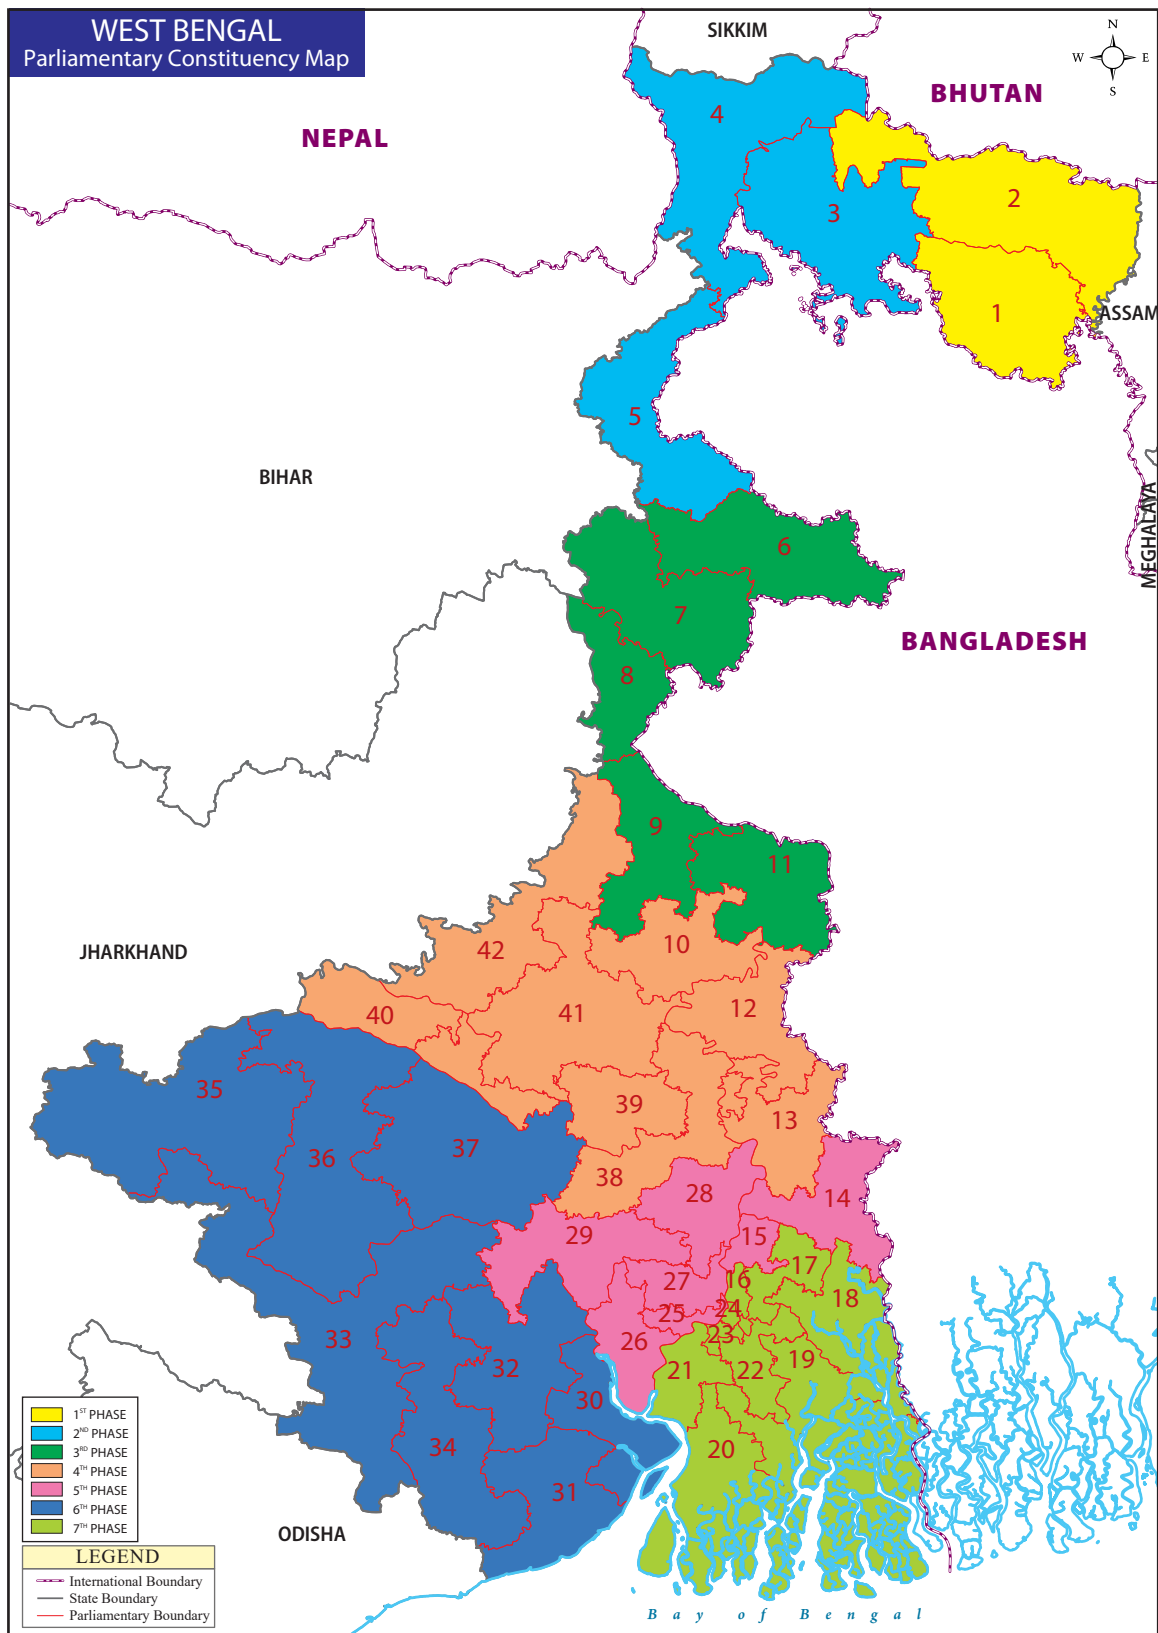 WEST BENGAL
Parliamentary Constituency Map
SIKKIM
N
W E
S
BHUTAN
NEPAL
4
2
3
1
ASSAM
5
BIHAR
MEGHALAYA
6
7
BANGLADESH
8
9
11
10
42
JHARKHAND
12
41
40
35
39
13
37
36
38
28
14
29
15
17
16
27
18
24
25
33
23
26
32
19
21
22
30
34
20
31
1ST PHASE
2ND PHASE
3RD PHASE
4TH PHASE
5TH PHASE
6TH PHASE
7TH PHASE
ODISHA
LEGEND
International Boundary
State Boundary
Parliamentary Boundary
Bay of Bengal